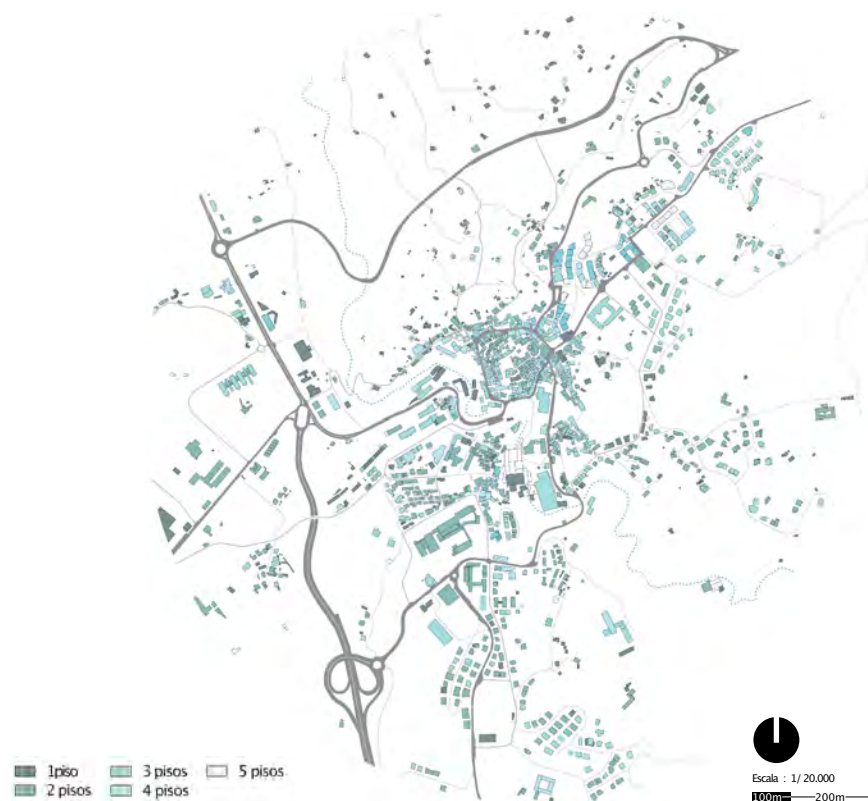 1piso
3 pisos
5 pisos
2 pisos
4 pisos
Escala : 1/ 20.000
100m
200m